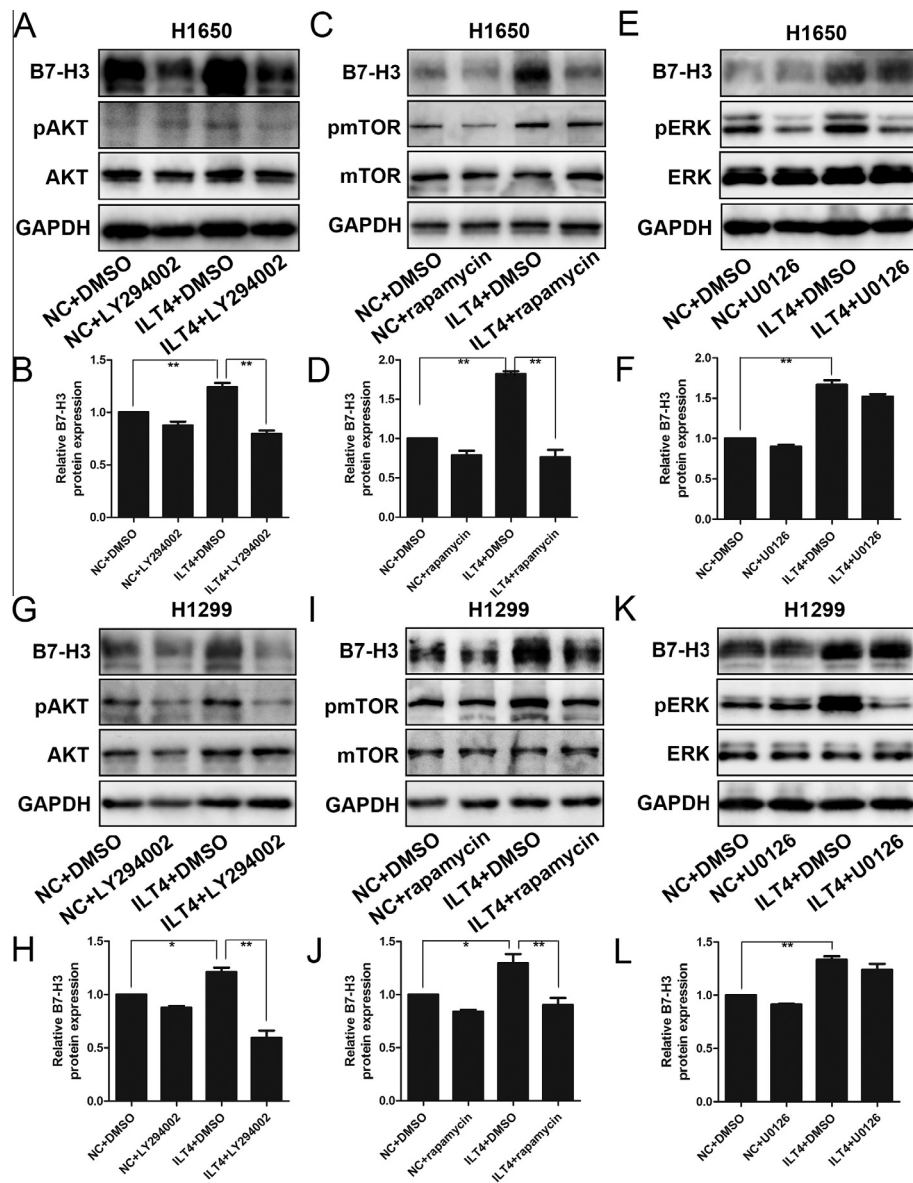 A
H1650
B7-H3
pAKT
AKT
GAPDH
NC+DMSO
NC+LY294002
ILT4+DMSO
ILT4+LY294002
C
H1650
B7-H3
pmTOR
mTOR
GAPDH
NC+DMSO
NC+rapamycin
ILT4+DMSO
ILT4+rapamycin
E
H1650
B7-H3
pERK
ERK
GAPDH
NC+DMSO
NC+U0126
ILT4+DMSO
ILT4+U0126
B
Relative B7-H3
protein expression
1.5
1.0
0.5
0.0
**
**
NC+DMSO
NC+LY294002
ILT4+DMSO
ILT4+LY294002
D
Relative B7-H3
protein expression
2.0
1.5
1.0
0.5
0.0
**
**
NC+DMSO
NC+rapamycin
ILT4+DMSO
ILT4+rapamycin
F
Relative B7-H3
protein expression
2.0
1.5
1.0
0.5
0.0
**
NC+DMSO
NC+U0126
ILT4+DMSO
ILT4+U0126
G
H1299
B7-H3
pAKT
AKT
GAPDH
NC+DMSO
NC+LY294002
ILT4+DMSO
ILT4+LY294002
I
H1299
B7-H3
pmTOR
mTOR
GAPDH
NC+DMSO
NC+rapamycin
ILT4+DMSO
ILT4+rapamycin
K
H1299
B7-H3
pERK
ERK
GAPDH
NC+DMSO
NC+U0126
ILT4+DMSO
ILT4+U0126
H
Relative B7-H3
protein expression
1.5
1.0
0.5
0.0
*
**
NC+DMSO
NC+LY294002
ILT4+DMSO
ILT4+LY294002
J
Relative B7-H3
protein expression
1.5
1.0
0.5
0.0
*
**
NC+DMSO
NC+rapamycin
ILT4+DMSO
ILT4+rapamycin
L
Relative B7-H3
protein expression
1.5
1.0
0.5
0.0
**
NC+DMSO
NC+U0126
ILT4+DMSO
ILT4+U0126